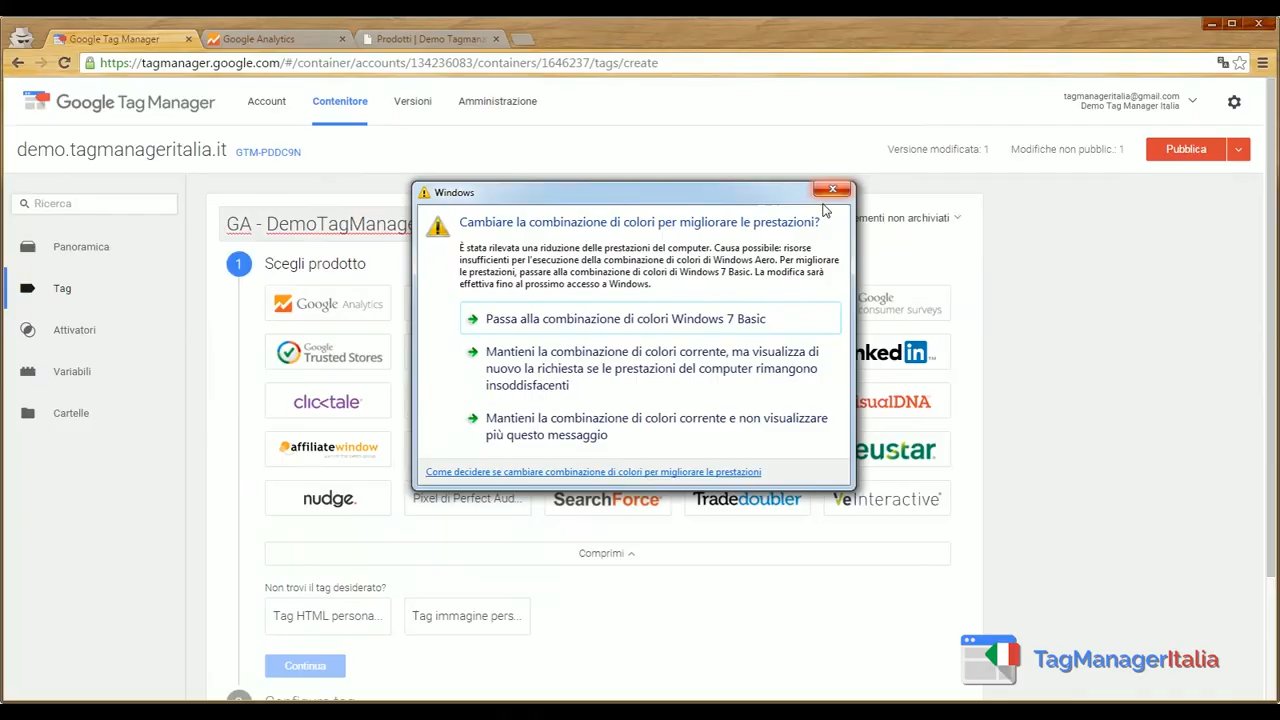 Google Tag Manager
Google Analytics
Prodotti | Demo Tagmana
https://tagmanager.google.com/#/container/accounts/134236083/containers/1646237/tags/create
Google Tag Manager
Account
Contenitore
Versioni
Amministrazione
tagmanageritalia@gmail.com
Demo Tag Manager Italia
demo.tagmanageritalia.it GTM-PDDC9N
Versione modificata: 1
Modifiche non pubblic.: 1
Pubblica
Ricerca
Panoramica
Tag
Attivatori
Variabili
Cartelle
GA - DemoTagManage
ementi non archiviati
1 Scegli prodotto
Google Analytics
Google
consumer surveys
Google
Trusted Stores
nked in
clicktale
isualDNA
affiliatewindow
eustar
nudge.
Pixel di Perfect Aud...
SearchForce
Tradedoubler
VeInteractive
Comprimi
Non trovi il tag desiderato?
Tag HTML persona...
Tag immagine pers...
Continua
Windows
Cambiare la combinazione di colori per migliorare le prestazioni?
È stata rilevata una riduzione delle prestazioni del computer. Causa possibile: risorse
insufficienti per l'esecuzione della combinazione di colori di Windows Aero. Per migliorare
le prestazioni, passare alla combinazione di colori di Windows 7 Basic. La modifica sarà
effettiva fino al prossimo accesso a Windows.
Passa alla combinazione di colori Windows 7 Basic
Mantieni la combinazione di colori corrente, ma visualizza di
nuovo la richiesta se le prestazioni del computer rimangono
insoddisfacenti
Mantieni la combinazione di colori corrente e non visualizzare
più questo messaggio
Come decidere se cambiare combinazione di colori per migliorare le prestazioni
TagManagerItalia